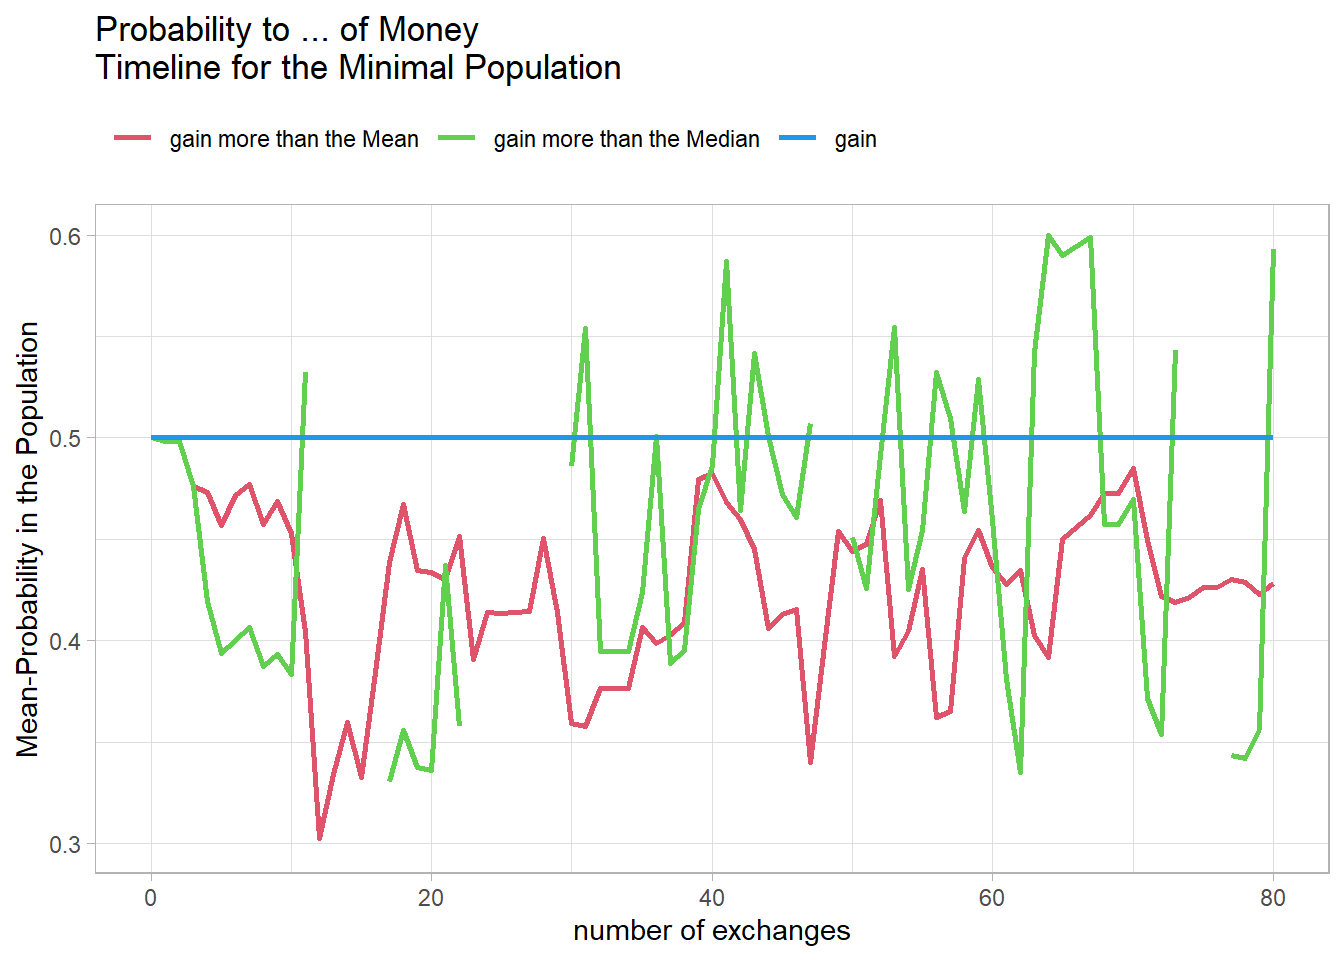 Probability to ... of Money
Timeline for the Minimal Population
gain more than the Mean gain more than the Median gain
Mean-Probability in the Population
0.6
0.5
0.4
0.3
0 20 40 60 80
number of exchanges